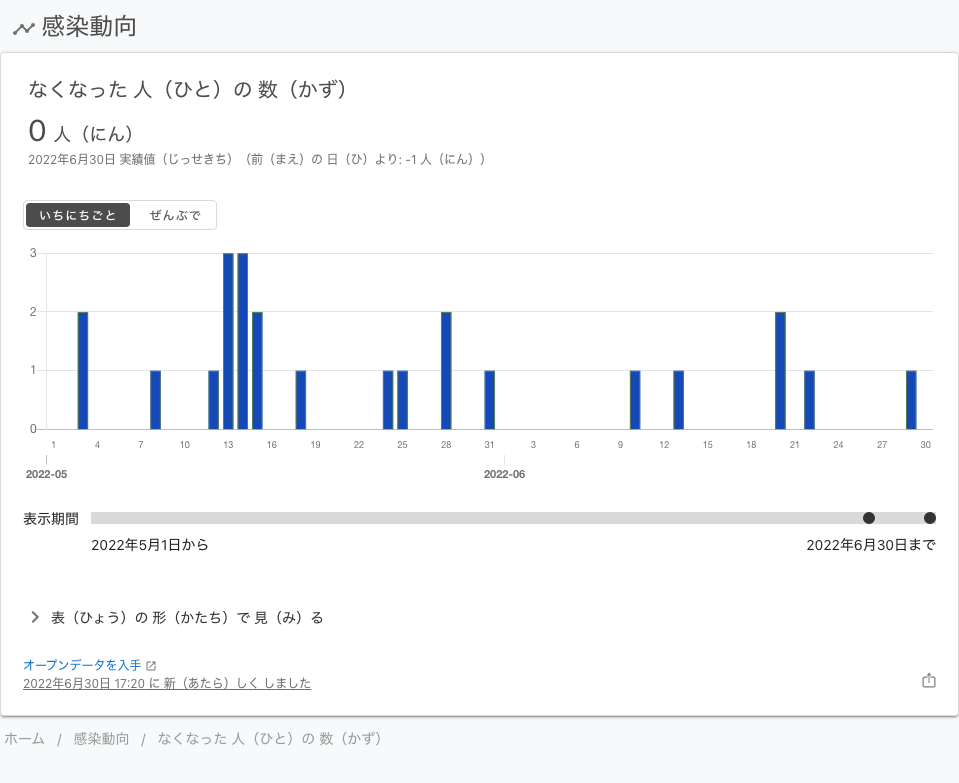 感染動向
なくなった 人（ひと）の 数（かず）
0 人（にん）
2022年6月30日 実績値（じっせきち）（前（まえ）の 日（ひ）より: -1 人（にん））
いちにちごと ぜんぶで
3
2
1
0
1 4 7 10 13 16 19 22 25 28 31 3 6 9 12 15 18 21 24 27 30
2022-05 2022-06
表示期間
2022年5月1日から 2022年6月30日まで
表（ひょう）の 形（かたち）で 見（み）る
オープンデータを入手
2022年6月30日 17:20 に 新（あたら）しく しました
ホーム / 感染動向 / なくなった 人（ひと）の 数（かず）